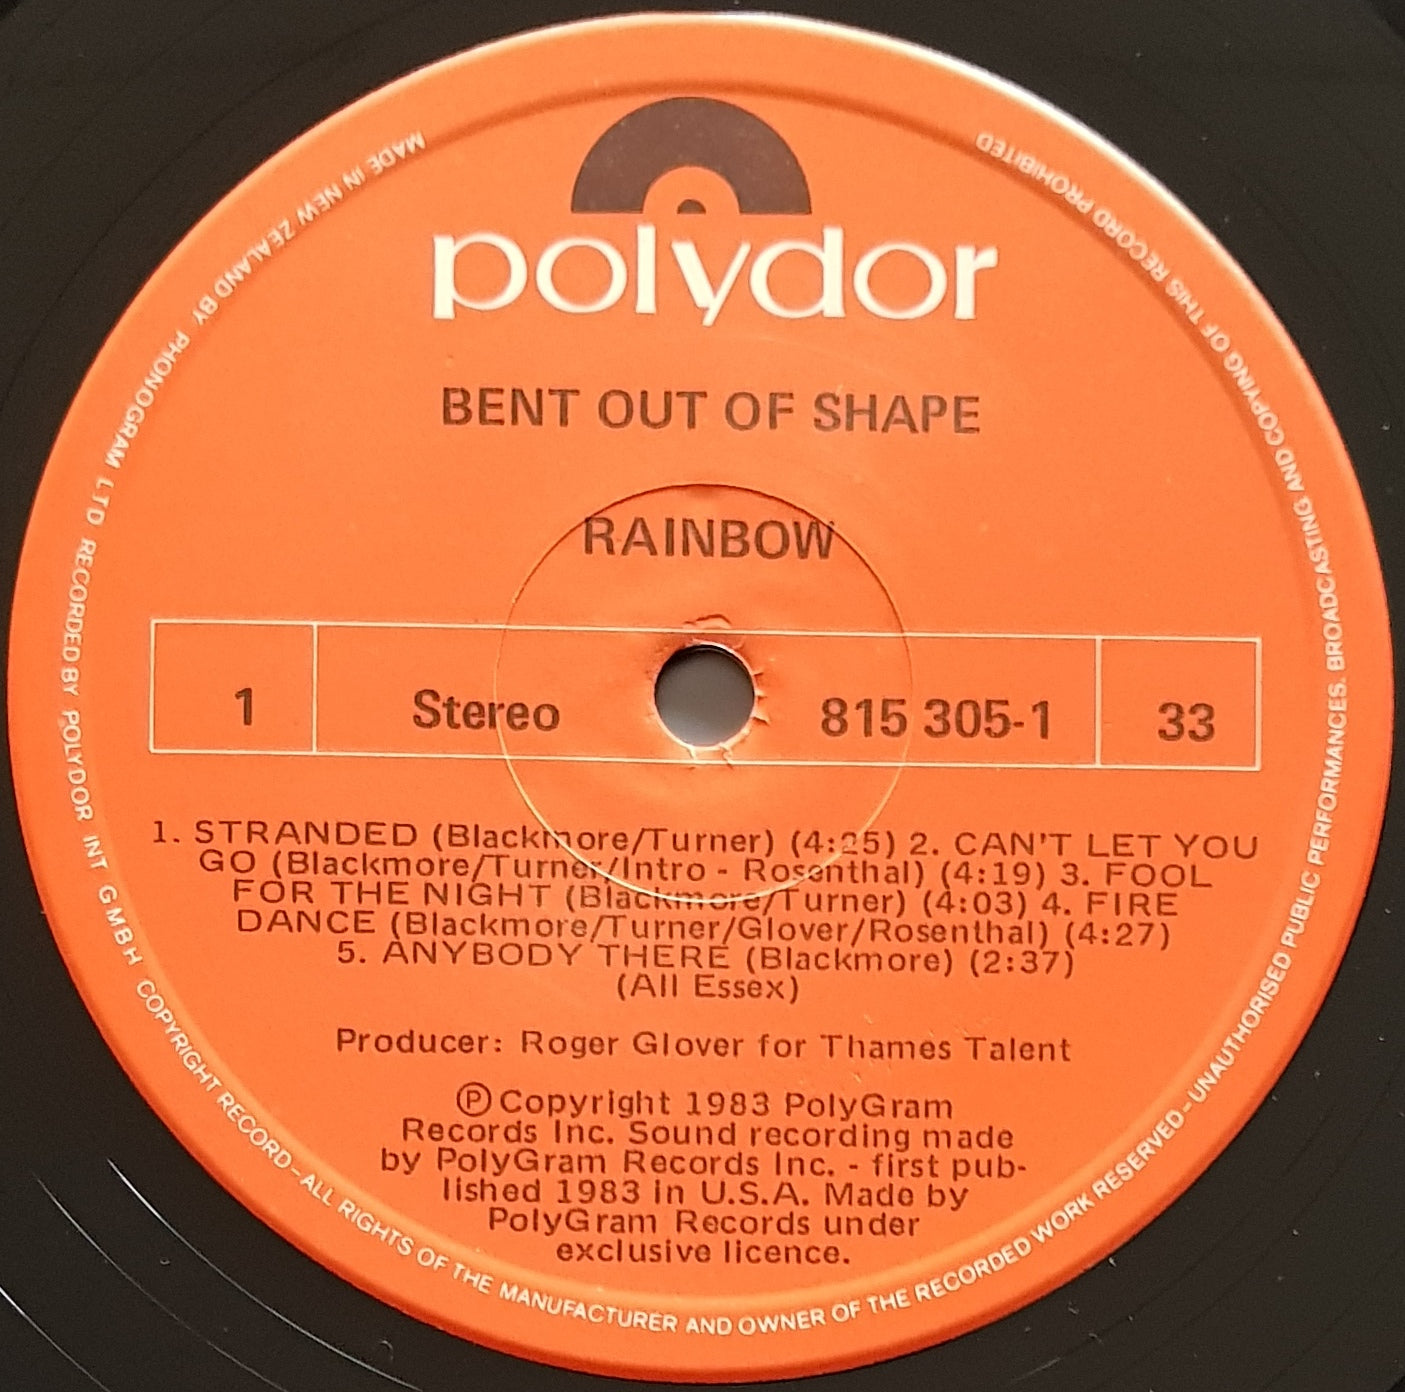 polydor
BENT OUT OF SHAPE
RAINBOW
1 Stereo 815 305-1 33
1. STRANDED (Blackmore/Turner) (4:25) 2. CAN'T LET YOU
GO (Blackmore/Turner/Intro - Rosenthal) (4:19) 3. FOOL
FOR THE NIGHT (Blackmore/Turner) (4:03) 4. FIRE
DANCE (Blackmore/Turner/Glover/Rosenthal) (4:27)
5. ANYBODY THERE (Blackmore) (2:37)
(All Essex)
Producer: Roger Glover for Thames Talent
ⓟ Copyright 1983 PolyGram
Records Inc. Sound recording made
by PolyGram Records Inc. - first pub-
lished 1983 in U.S.A. Made by
PolyGram Records under
exclusive licence.
MADE IN NEW ZEALAND BY PHONOGRAM LTD RECORDED BY POLYDOR INT GMBH COPYRIGHT RECORD – ALL RIGHTS OF THE MANUFACTURER AND OWNER OF THE RECORDED WORK RESERVED – UNAUTHORISED PUBLIC PERFORMANCES. BROADCASTING AND COPYING OF THIS RECORD PROHIBITED